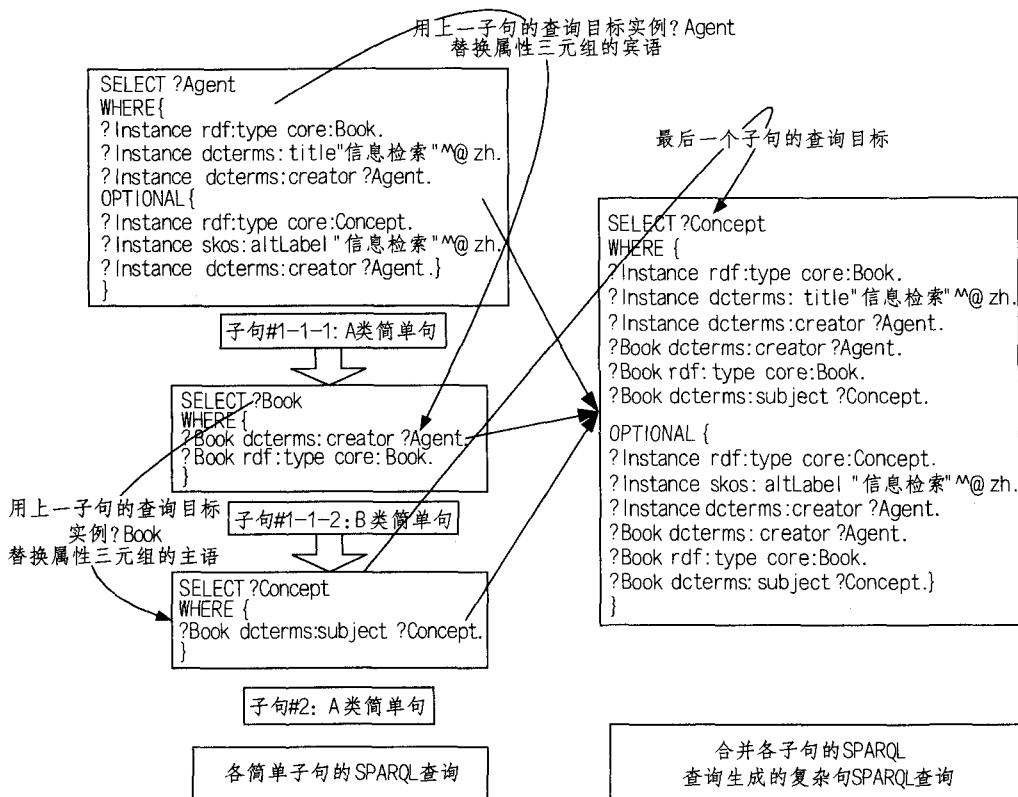 用上一子句的查询目标实例?Agent
替换属性三元组的宾语
SELECT ?Agent
WHERE{
?Instance rdf:type core:Book.
?Instance dcterms:title"信息检索"^^@zh.
?Instance dcterms:creator ?Agent.
OPTIONAL{
?Instance rdf:type core:Concept.
?Instance skos:altLabel "信息检索"^^@zh.
?Instance dcterms:creator ?Agent.}
}
子句#1-1-1: A类简单句
SELECT ?Book
WHERE{
?Book dcterms:creator ?Agent.
?Book rdf:type core:Book.
}
用上一子句的查询目标
实例?Book
替换属性三元组的主语
子句#1-1-2:B类简单句
SELECT ?Concept
WHERE {
?Book dcterms:subject ?Concept.
}
子句#2: A类简单句
各简单子句的SPARQL查询
最后一个子句的查询目标
SELECT ?Concept
WHERE {
?Instance rdf:type core:Book.
?Instance dcterms: title"信息检索"^^@zh.
?Instance dcterms:creator ?Agent.
?Book dcterms:creator ?Agent.
?Book rdf:type core:Book.
?Book dcterms:subject ?Concept.
OPTIONAL {
?Instance rdf:type core:Concept.
?Instance skos: altLabel "信息检索"^^@zh.
?Instance dcterms:creator ?Agent.
?Book dcterms: creator ?Agent.
?Book rdf:type core:Book.
?Book dcterms: subject ?Concept.}
}
合并各子句的SPARQL
查询生成的复杂句SPARQL查询